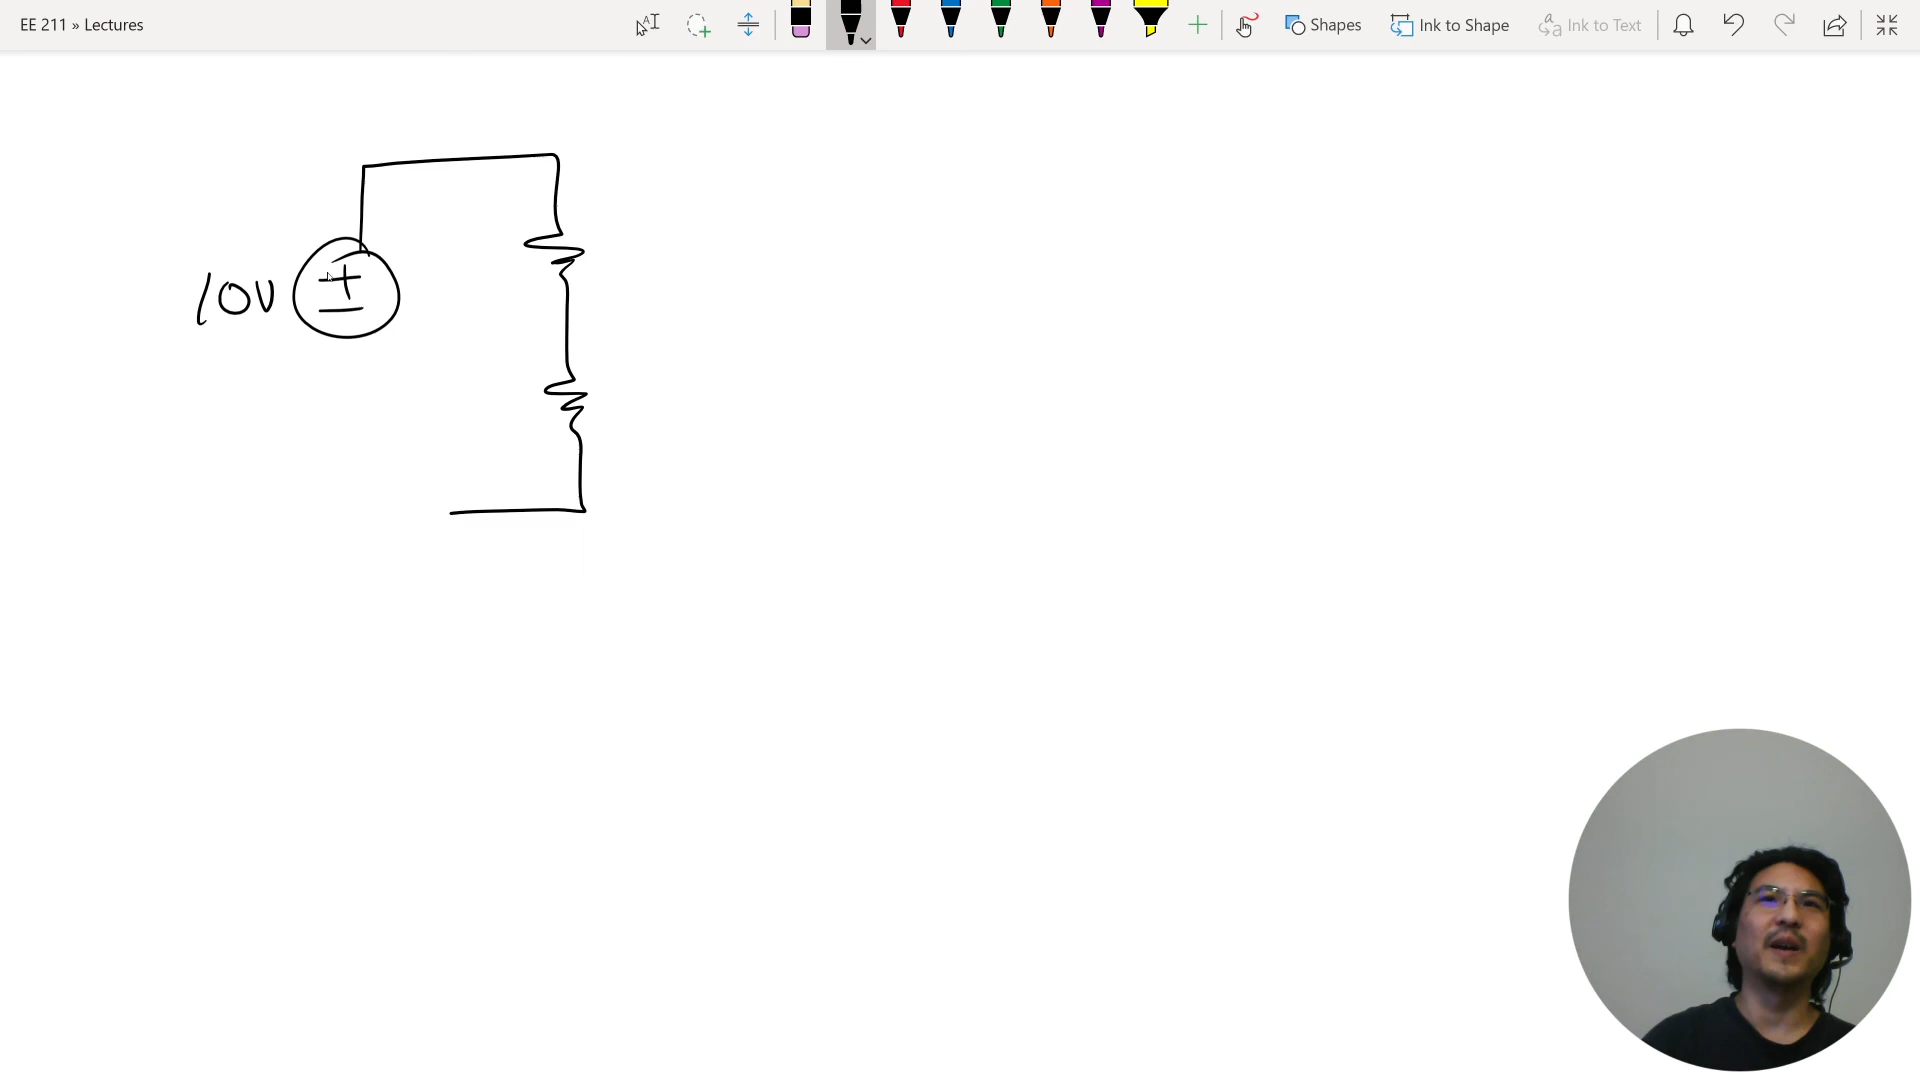 EE 211 » Lectures
Shapes
Ink to Shape
Ink to Text
10V